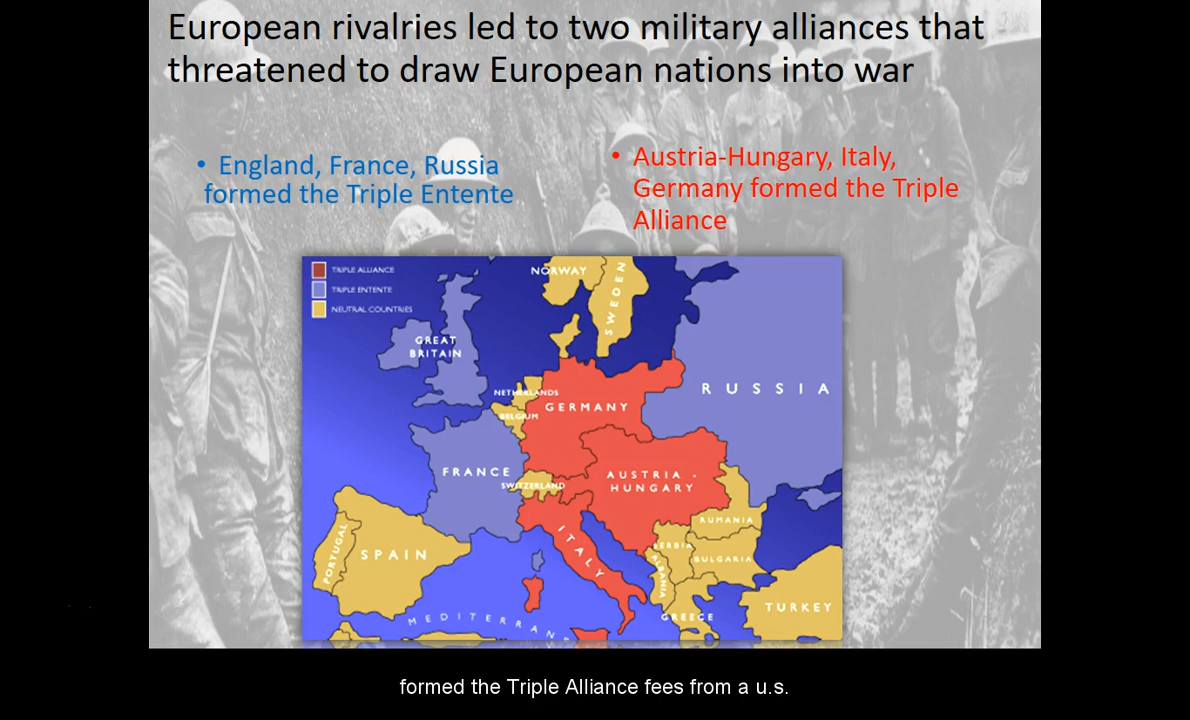 European rivalries led to two military alliances that
threatened to draw European nations into war
• England, France, Russia
formed the Triple Entente
• Austria-Hungary, Italy,
Germany formed the Triple
Alliance
TRIPLE ALLIANCE
TRIPLE ENTENTE
NEUTRAL COUNTRIES
NORWAY
SWEDEN
GREAT
BRITAIN
RUSSIA
NETHERLANDS
GERMANY
BELGIUM
FRANCE
AUSTRIA -
HUNGARY
SWITZERLAND
RUMANIA
ITALY
SERBIA
PORTUGAL
SPAIN
BULGARIA
ALBANIA
TURKEY
GREECE
MEDITERRAN
formed the Triple Alliance fees from a u.s.